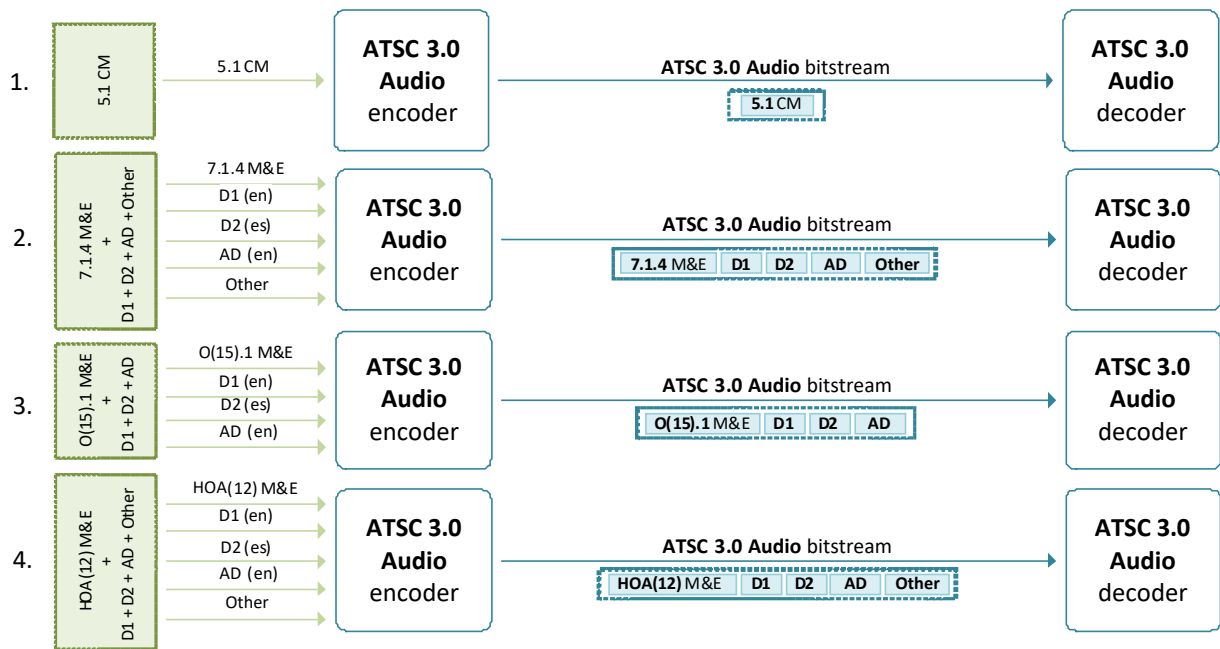 1.
5.1 CM
5.1 CM
ATSC 3.0
Audio
encoder
ATSC 3.0 Audio bitstream
5.1 CM
ATSC 3.0
Audio
decoder
2.
7.1.4 M&E
+
D1 + D2 + AD + Other
7.1.4 M&E
D1 (en)
D2 (es)
AD (en)
Other
ATSC 3.0
Audio
encoder
ATSC 3.0 Audio bitstream
7.1.4 M&E D1 D2 AD Other
ATSC 3.0
Audio
decoder
3.
O(15).1 M&E
+
D1 + D2 + AD
O(15).1 M&E
D1 (en)
D2 (es)
AD (en)
ATSC 3.0
Audio
encoder
ATSC 3.0 Audio bitstream
O(15).1 M&E D1 D2 AD
ATSC 3.0
Audio
decoder
4.
HOA(12) M&E
+
D1 + D2 + AD + Other
HOA(12) M&E
D1 (en)
D2 (es)
AD (en)
Other
ATSC 3.0
Audio
encoder
ATSC 3.0 Audio bitstream
HOA(12) M&E D1 D2 AD Other
ATSC 3.0
Audio
decoder